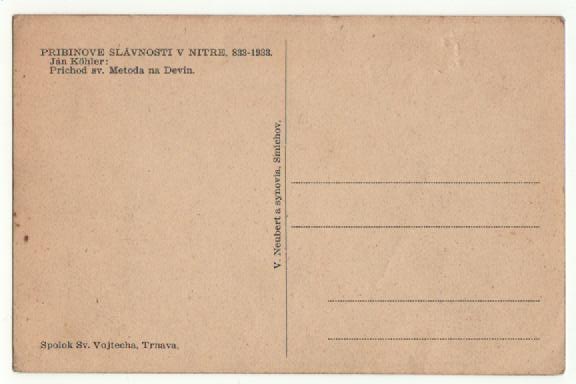 PRIBINOVE SLÁVNOSTI V NITRE, 833-1933.
Ján Köhler:
Príchod sv. Metoda na Devín.
V. Neubert a synovia, Smíchov.
Spolok Sv. Vojtecha, Trnava.